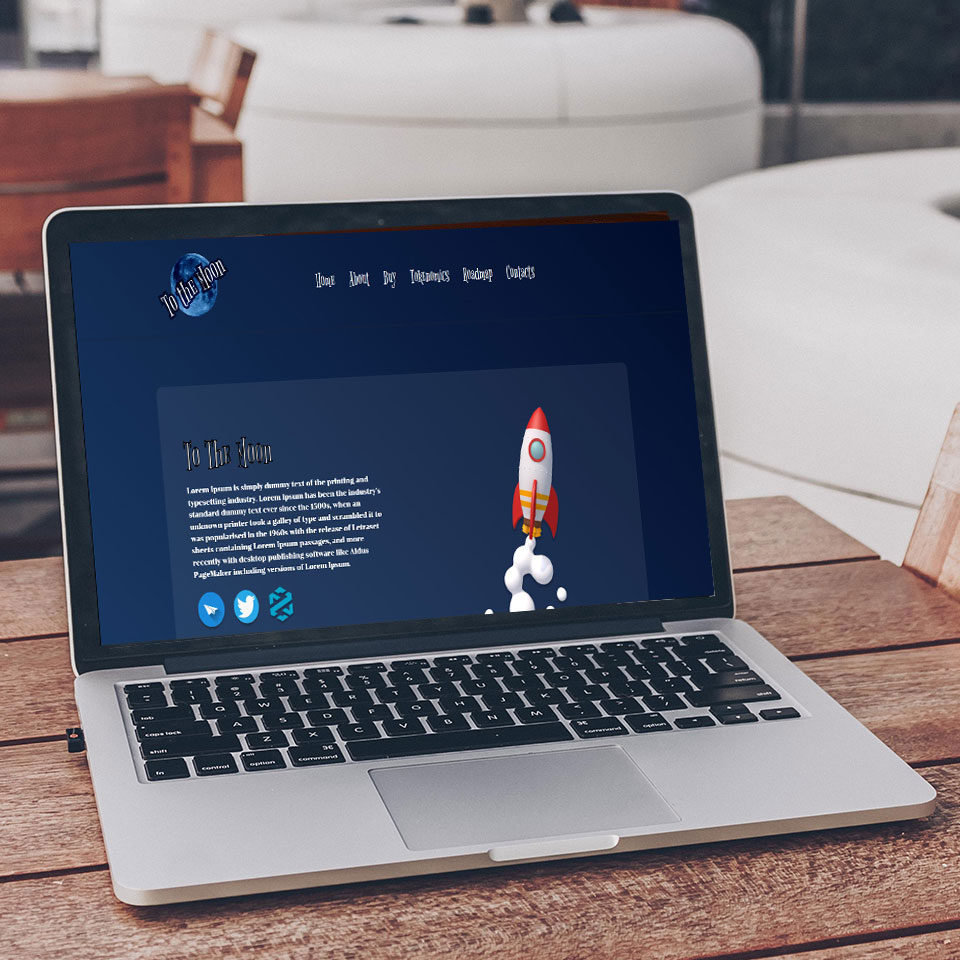 To the Moon
Home About Buy Tokenomics Roadmap Contacts
To The Moon
Lorem Ipsum is simply dummy text of the printing and
typesetting industry. Lorem Ipsum has been the industry's
standard dummy text ever since the 1500s, when an
unknown printer took a galley of type and scrambled it to
was popularised in the 1960s with the release of Letraset
sheets containing Lorem Ipsum passages, and more
recently with desktop publishing software like Aldus
PageMaker including versions of Lorem Ipsum.
Q W E R T Y U I O P
tab
A S D F G H J K L
return
caps lock
Z X C V B N M
shift
shift
fn control option command command option